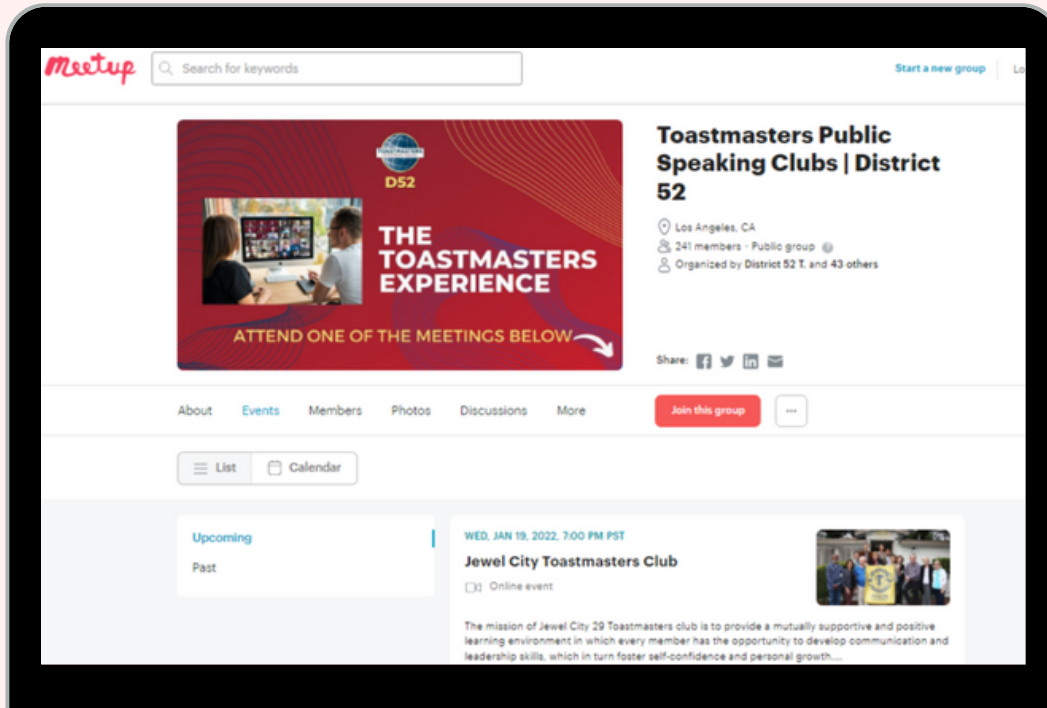 Meetup
Search for keywords
Start a new group
Lo
TOASTMASTERS
D52
THE
TOASTMASTERS
EXPERIENCE
ATTEND ONE OF THE MEETINGS BELOW
Toastmasters Public
Speaking Clubs | District
52
Los Angeles, CA
241 members · Public group
Organized by District 52 T. and 43 others
Share:
About Events Members Photos Discussions More
Join this group
List Calendar
Upcoming
Past
WED, JAN 19, 2022, 7:00 PM PST
Jewel City Toastmasters Club
Online event
The mission of Jewel City 29 Toastmasters club is to provide a mutually supportive and positive
learning environment in which every member has the opportunity to develop communication and
leadership skills, which in turn foster self-confidence and personal growth....